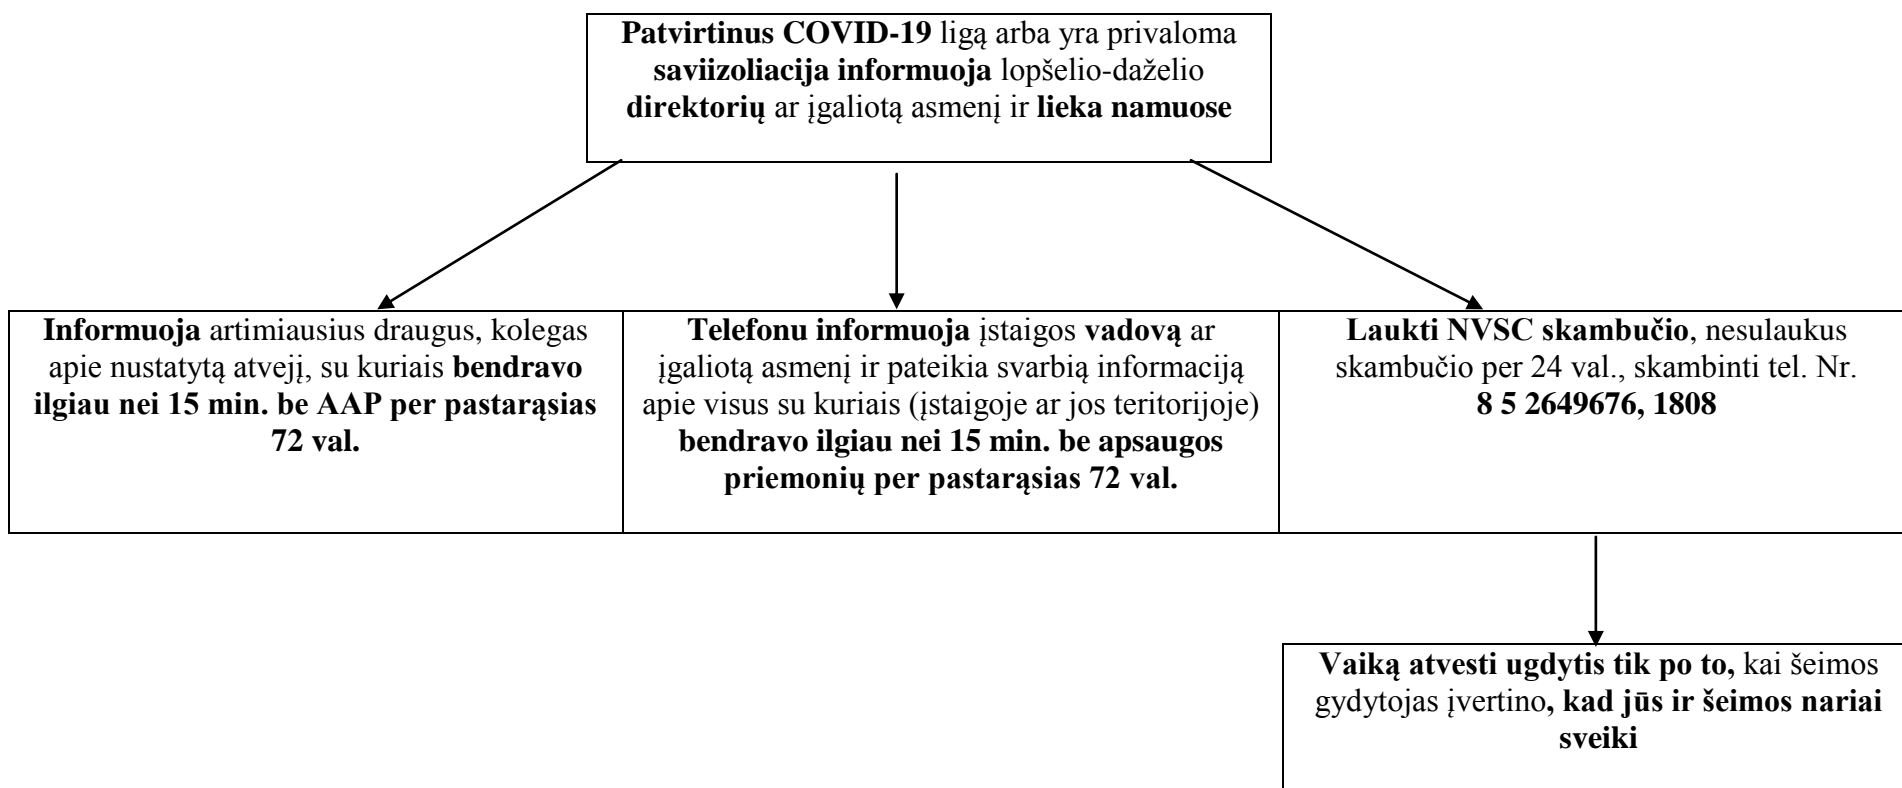 Patvirtinus COVID-19 ligą arba yra privaloma
saviizoliacija informuoja lopšelio-daželio
direktorių ar įgaliotą asmenį ir lieka namuose
Informuoja artimiausius draugus, kolegas
apie nustatytą atvejį, su kuriais bendravo
ilgiau nei 15 min. be AAP per pastarąsias
72 val.
Telefonu informuoja įstaigos vadovą ar
įgaliotą asmenį ir pateikia svarbią informaciją
apie visus su kuriais (įstaigoje ar jos teritorijoje)
bendravo ilgiau nei 15 min. be apsaugos
priemonių per pastarąsias 72 val.
Laukti NVSC skambučio, nesulaukus
skambučio per 24 val., skambinti tel. Nr.
8 5 2649676, 1808
Vaiką atvesti ugdytis tik po to, kai šeimos
gydytojas įvertino, kad jūs ir šeimos nariai
sveiki